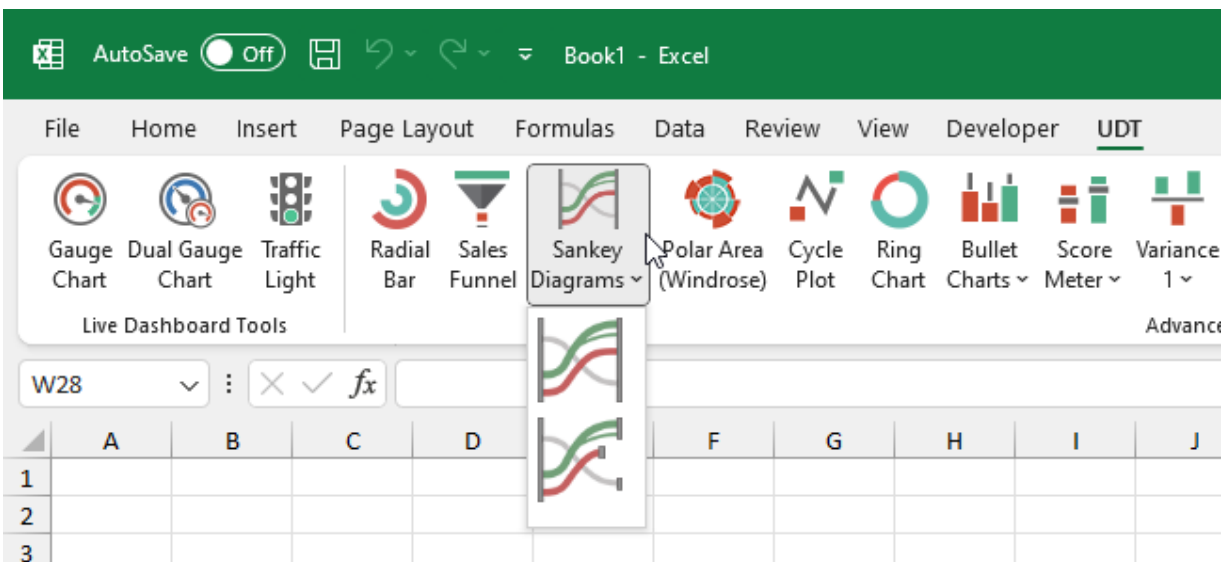 AutoSave Off Book1 - Excel
File Home Insert Page Layout Formulas Data Review View Developer UDT
Gauge Dual Gauge Traffic Radial Sales Sankey Polar Area Cycle Ring Bullet Score Variance
Chart Chart Light Bar Funnel Diagrams (Windrose) Plot Chart Charts Meter 1
Live Dashboard Tools Advance
W28 fx
A B C D F G H I J
1
2
3